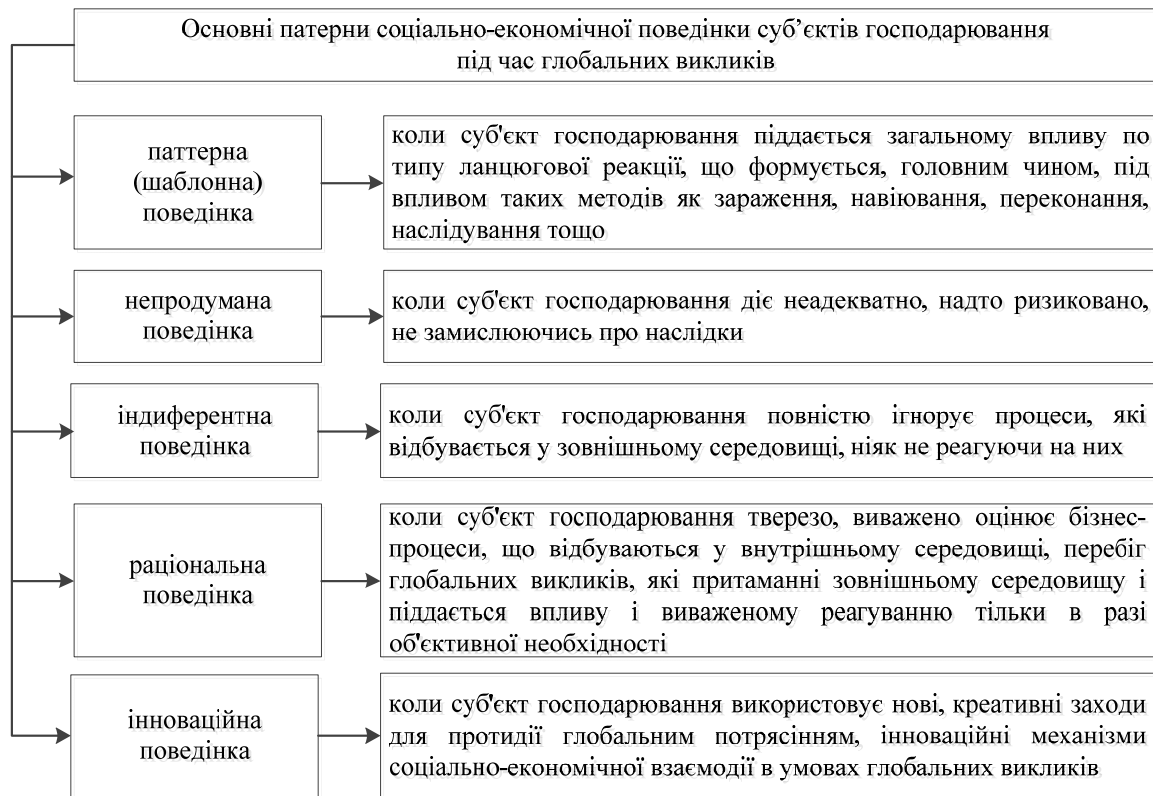 Основні патерни соціально-економічної поведінки суб’єктів господарювання
під час глобальних викликів
паттерна
(шаблонна)
поведінка
коли суб'єкт господарювання піддається загальному впливу по
типу ланцюгової реакції, що формується, головним чином, під
впливом таких методів як зараження, навіювання, переконання,
наслідування тощо
непродумана
поведінка
коли суб'єкт господарювання діє неадекватно, надто ризиковано,
не замислюючись про наслідки
індиферентна
поведінка
коли суб'єкт господарювання повністю ігнорує процеси, які
відбувається у зовнішньому середовищі, ніяк не реагуючи на них
раціональна
поведінка
коли суб'єкт господарювання тверезо, виважено оцінює бізнес-
процеси, що відбуваються у внутрішньому середовищі, перебіг
глобальних викликів, які притаманні зовнішньому середовищу і
піддається впливу і виваженому реагуванню тільки в разі
об'єктивної необхідності
інноваційна
поведінка
коли суб'єкт господарювання використовує нові, креативні заходи
для протидії глобальним потрясінням, інноваційні механізми
соціально-економічної взаємодії в умовах глобальних викликів